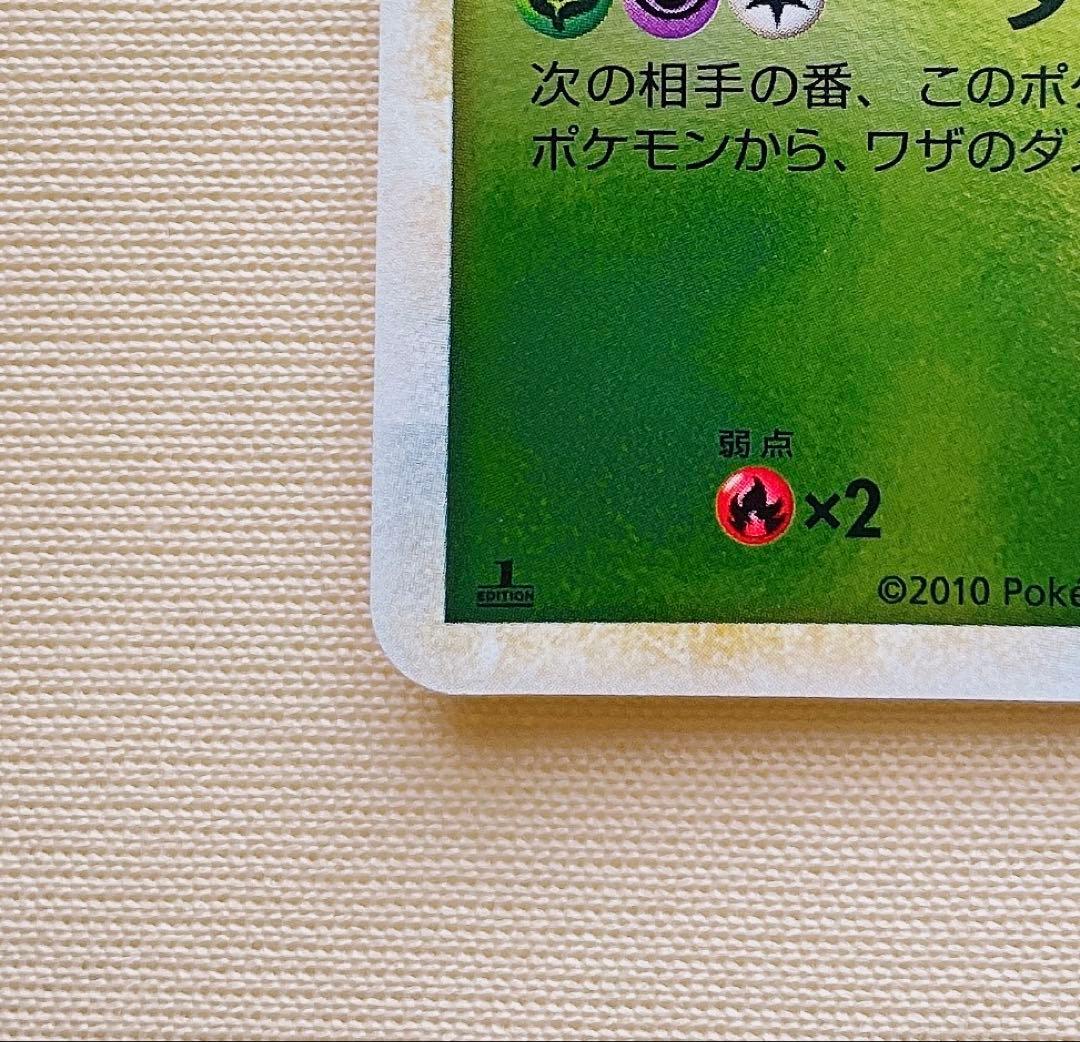 次の相手の番、このポケ
ポケモンから、ワザのダ
弱点
×2
1
EDITION
©2010 Poké